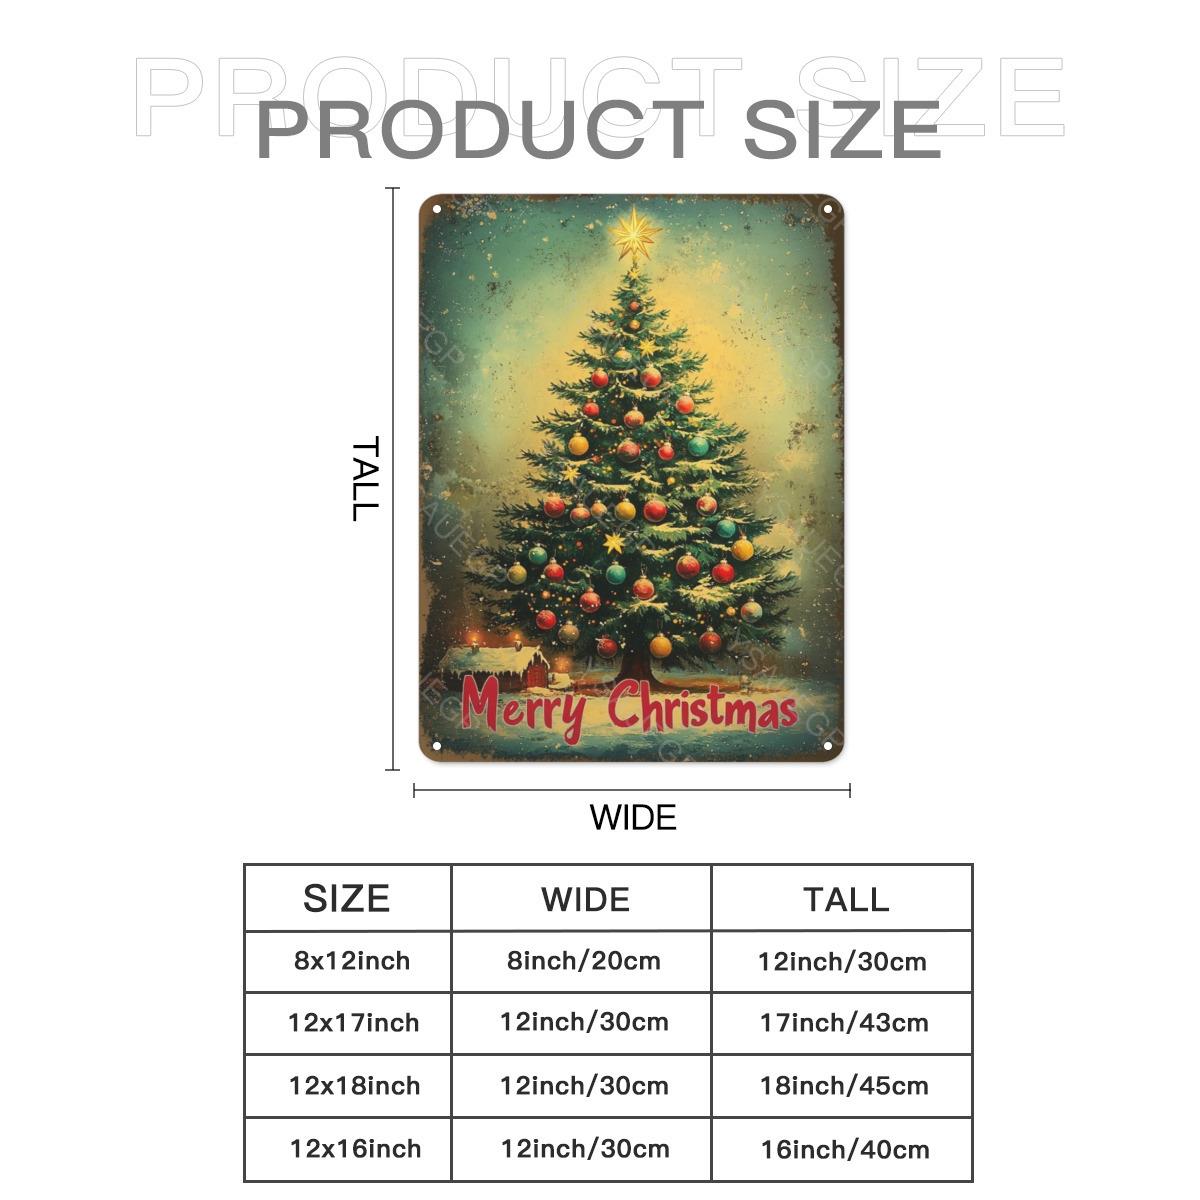 PRODUCT SIZE
PRODUCT SIZE
TALL
Merry Christmas
WIDE
SIZE WIDE TALL
8x12inch 8inch/20cm 12inch/30cm
12x17inch 12inch/30cm 17inch/43cm
12x18inch 12inch/30cm 18inch/45cm
12x16inch 12inch/30cm 16inch/40cm